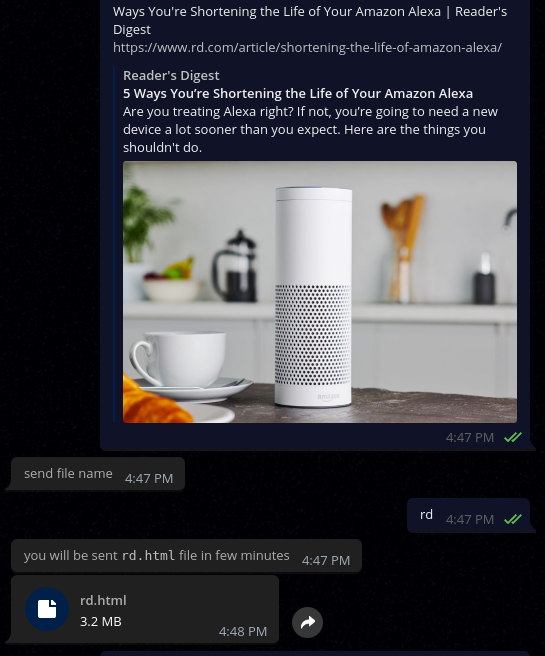 Ways You're Shortening the Life of Your Amazon Alexa | Reader's
Digest
https://www.rd.com/article/shortening-the-life-of-amazon-alexa/
Reader's Digest
5 Ways You’re Shortening the Life of Your Amazon Alexa
Are you treating Alexa right? If not, you’re going to need a new
device a lot sooner than you expect. Here are the things you
shouldn't do.
amazon
4:47 PM
send file name 4:47 PM
rd 4:47 PM
you will be sent rd.html file in few minutes 4:47 PM
rd.html
3.2 MB
4:48 PM